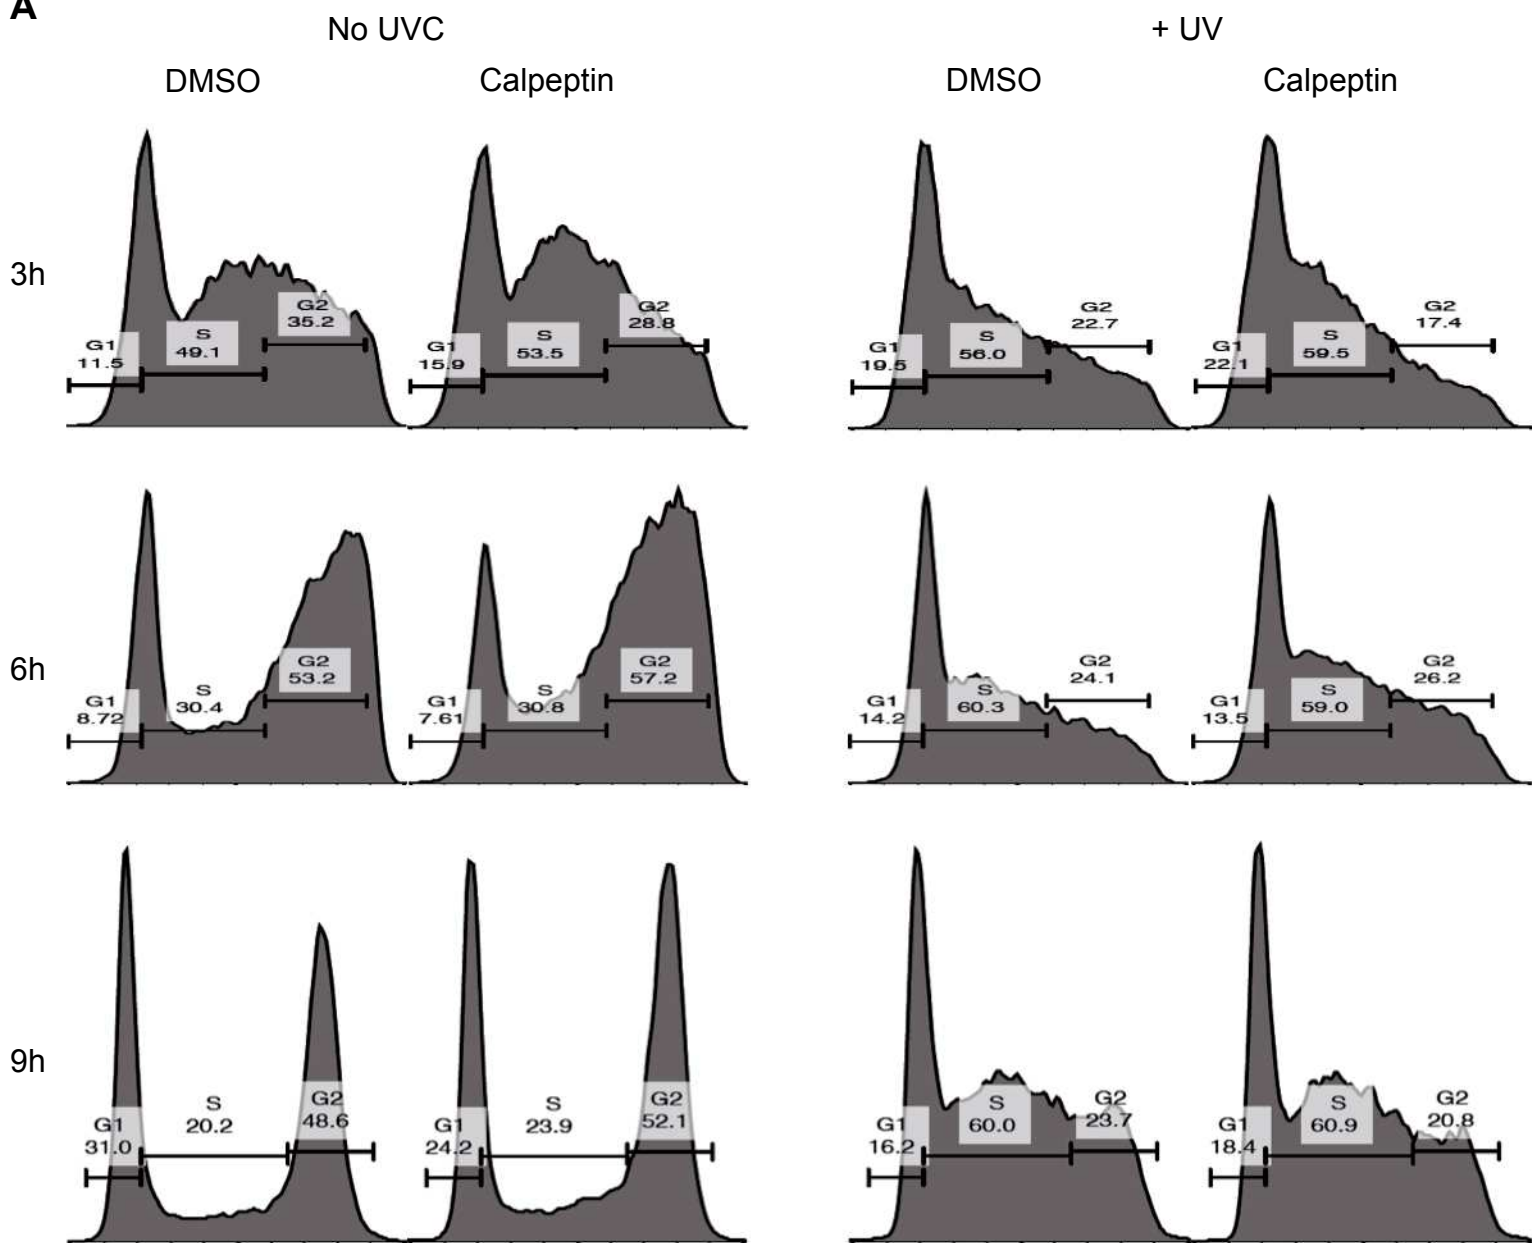 A
No UVC + UV
DMSO Calpeptin DMSO Calpeptin
3h
G1
11.5
S
49.1
G2
35.2
G1
15.9
S
53.5
G2
28.8
G1
19.5
S
56.0
G2
22.7
G1
22.1
S
59.5
G2
17.4
6h
G1
8.72
S
30.4
G2
53.2
G1
7.61
S
30.8
G2
57.2
G1
14.2
S
60.3
G2
24.1
G1
13.5
S
59.0
G2
26.2
9h
G1
31.0
S
20.2
G2
48.6
G1
24.2
S
23.9
G2
52.1
G1
16.2
S
60.0
G2
23.7
G1
18.4
S
60.9
G2
20.8